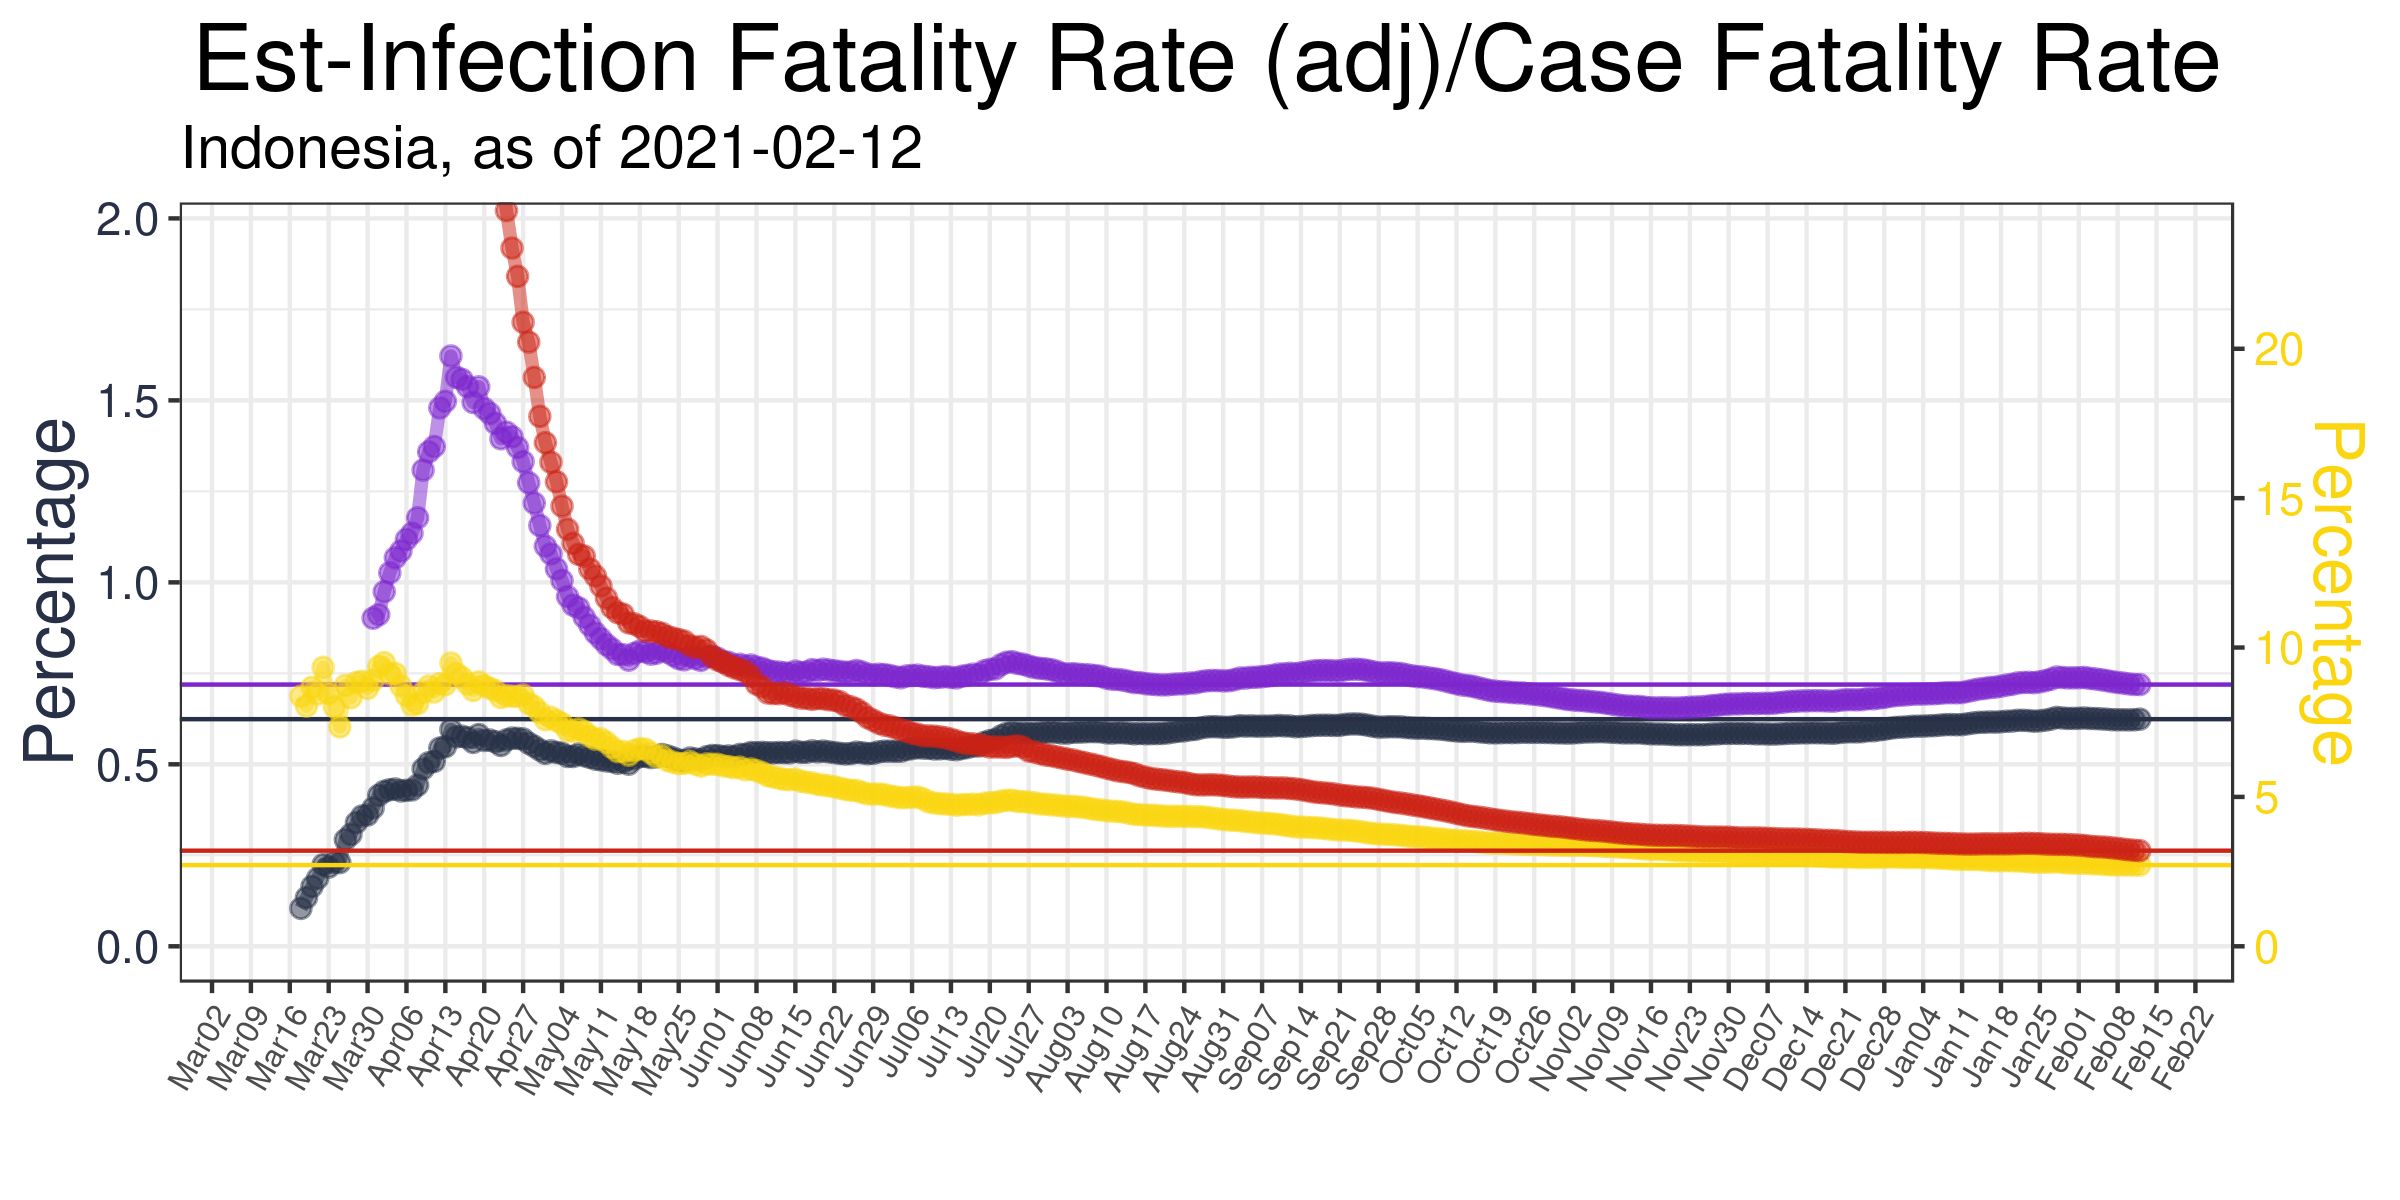 Est-Infection Fatality Rate (adj)/Case Fatality Rate
Indonesia, as of 2021-02-12
Percentage
2.0
1.5
1.0
0.5
0.0
20
15
10
5
0
Percentage
Mar02
Mar09
Mar16
Mar23
Mar30
Apr06
Apr13
Apr20
Apr27
May04
May11
May18
May25
Jun01
Jun08
Jun15
Jun22
Jun29
Jul06
Jul13
Jul20
Jul27
Aug03
Aug10
Aug17
Aug24
Aug31
Sep07
Sep14
Sep21
Sep28
Oct05
Oct12
Oct19
Oct26
Nov02
Nov09
Nov16
Nov23
Nov30
Dec07
Dec14
Dec21
Dec28
Jan04
Jan11
Jan18
Jan25
Feb01
Feb08
Feb15
Feb22